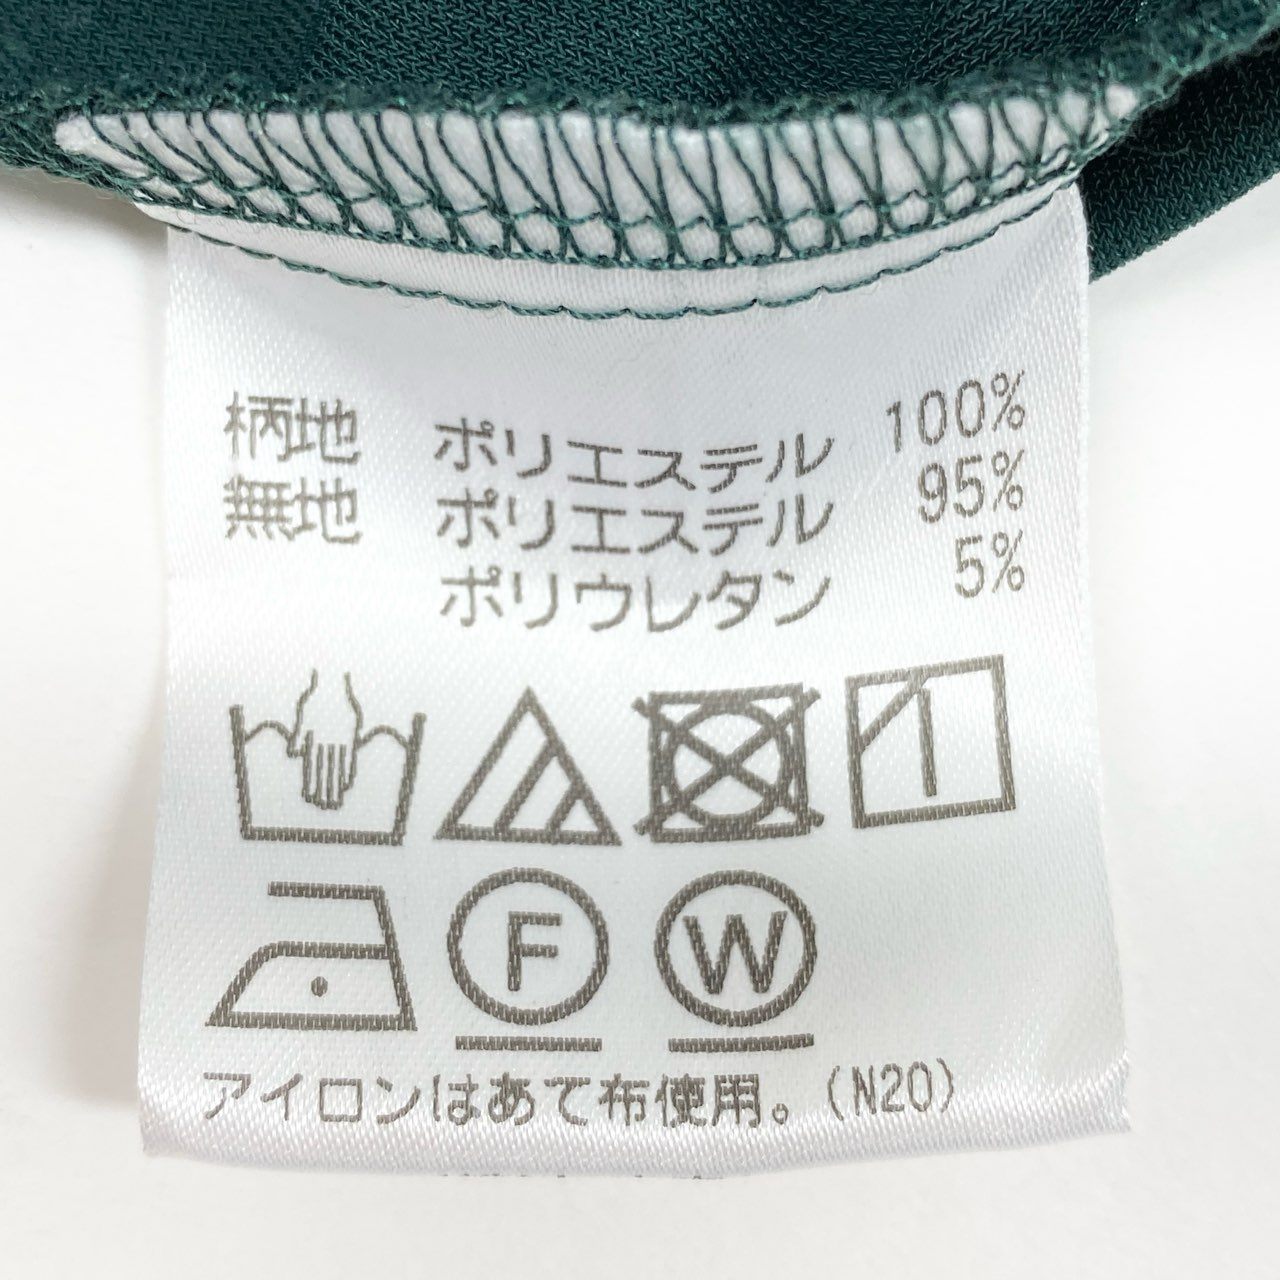 柄地 ポリエステル 100%
無地 ポリエステル 95%
ポリウレタン 5%
F W
アイロンはあて布使用。(N20)